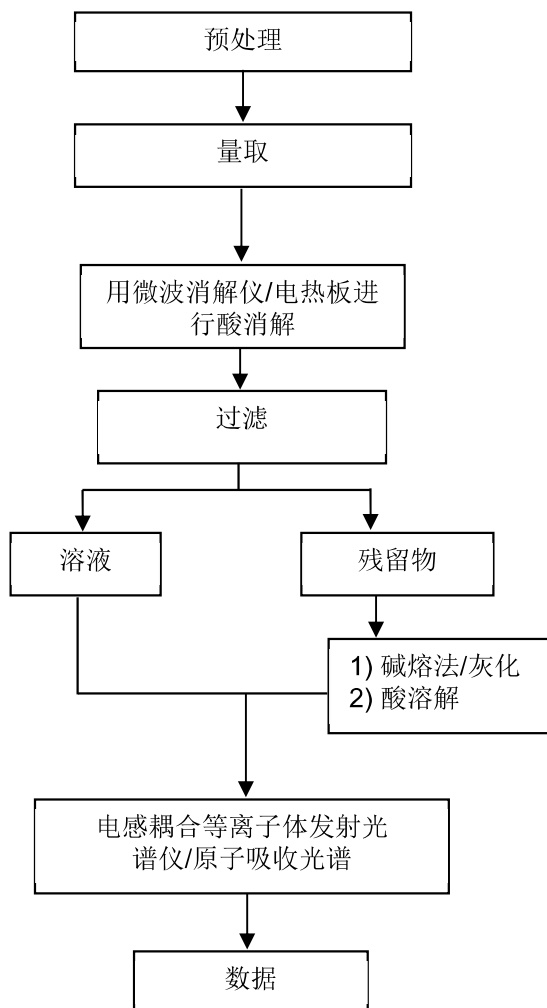 预处理
量取
用微波消解仪/电热板进
行酸消解
过滤
溶液
残留物
1) 碱熔法/灰化
2) 酸溶解
电感耦合等离子体发射光
谱仪/原子吸收光谱
数据